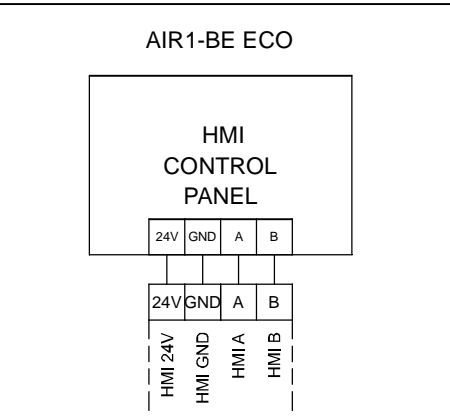 AIR1-BE ECO
HMI
CONTROL
PANEL
24V GND A B
24V GND A B
HMI 24V
HMI GND
HMI A
HMI B